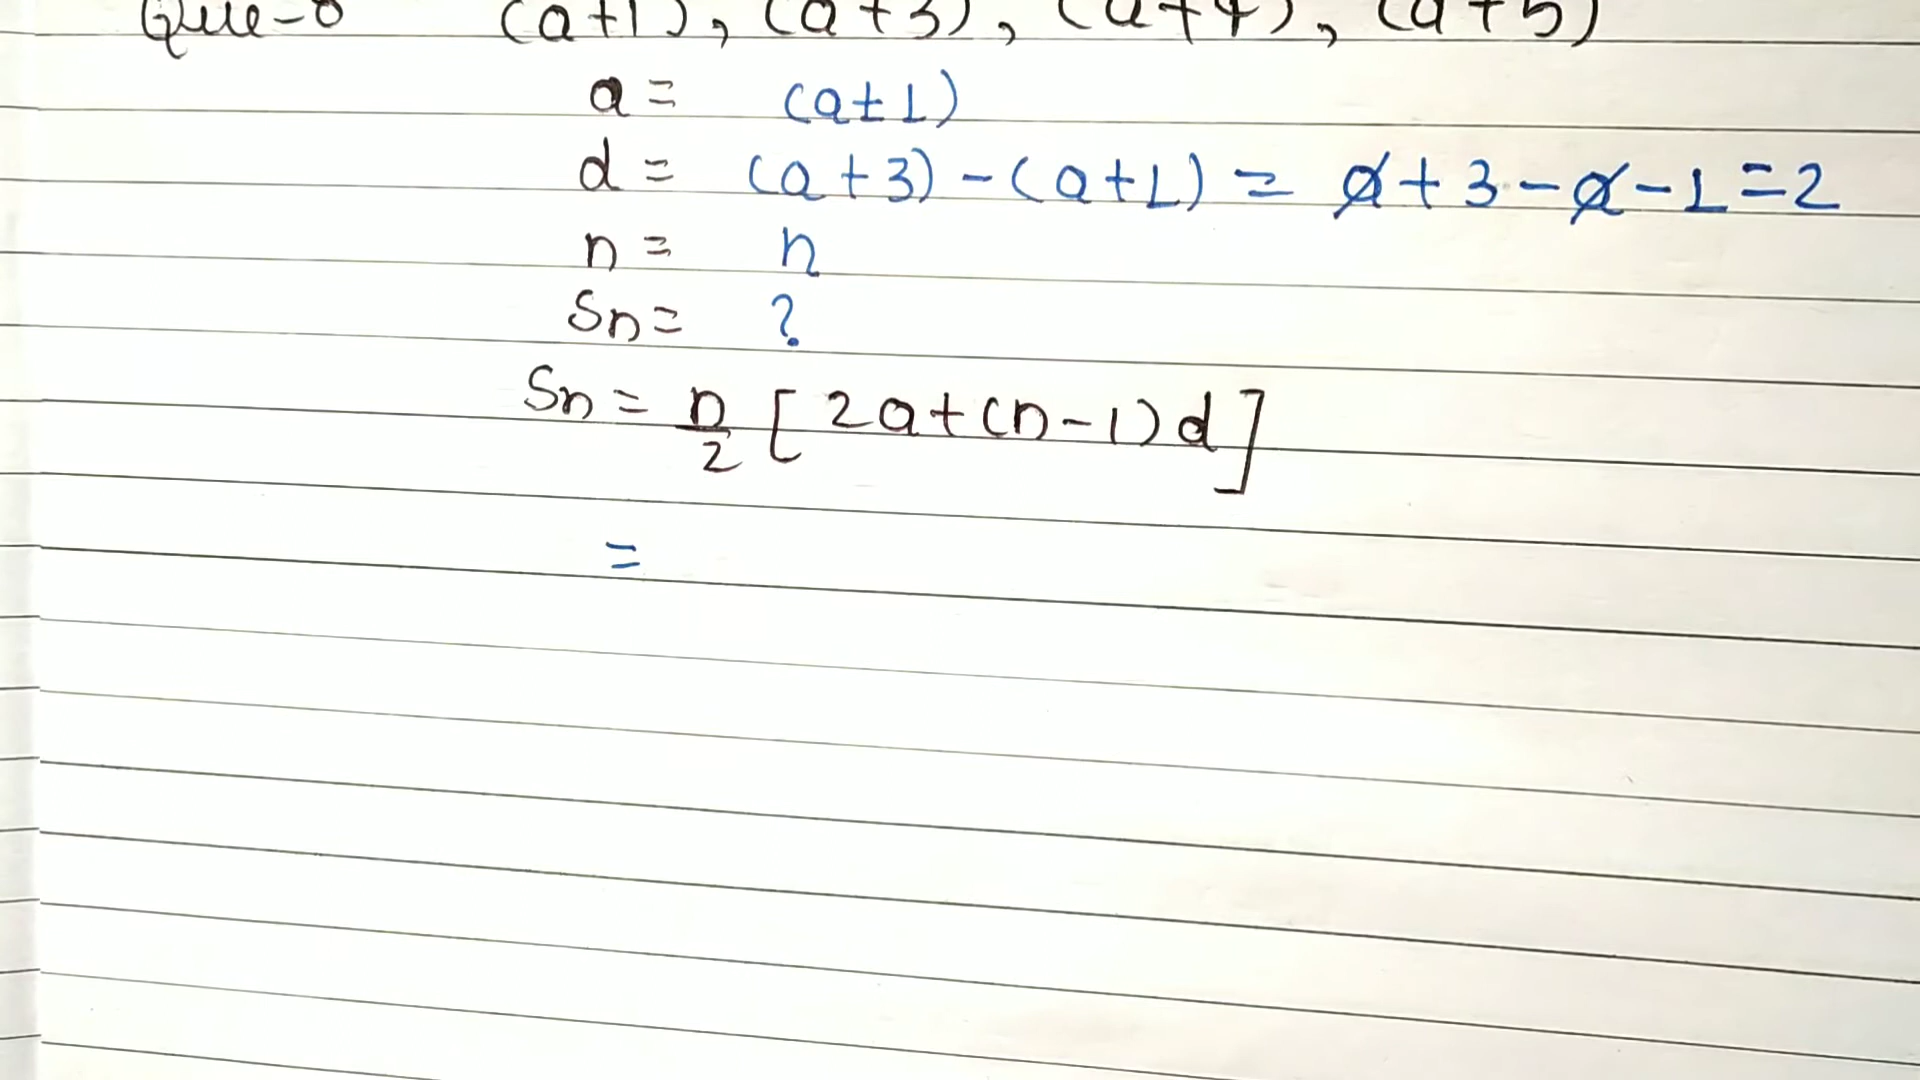 Que-8 (a+1), (a+3), (a+4), (a+5)
a = (a+1)
d = (a+3)-(a+1) = a+3-a-1=2
n = n
Sn= ?
Sn = n/2 [2a+(n-1)d]
=